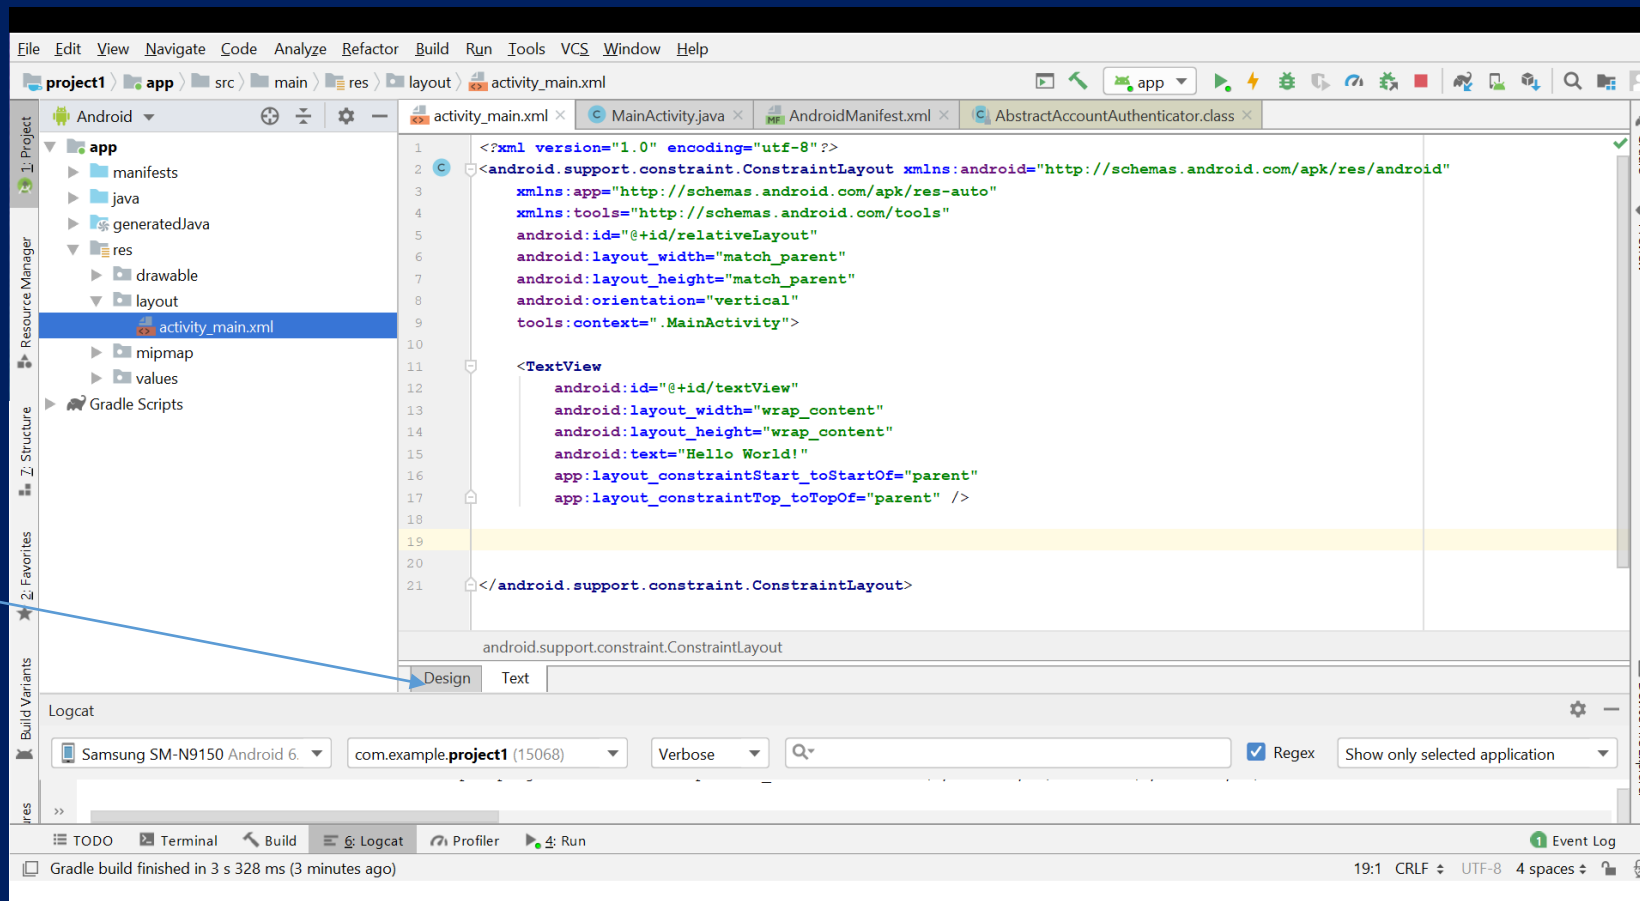 File Edit View Navigate Code Analyze Refactor Build Run Tools VCS Window Help
project1 app src main res layout activity_main.xml app
1: Project
Resource Manager
7: Structure
2: Favorites
Build Variants
Android
app
manifests
java
generatedJava
res
drawable
layout
activity_main.xml
mipmap
values
Gradle Scripts
activity_main.xml MainActivity.java AndroidManifest.xml AbstractAccountAuthenticator.class
1 <?xml version="1.0" encoding="utf-8"?>
2 <android.support.constraint.ConstraintLayout xmlns:android="http://schemas.android.com/apk/res/android"
3 xmlns:app="http://schemas.android.com/apk/res-auto"
4 xmlns:tools="http://schemas.android.com/tools"
5 android:id="@+id/relativeLayout"
6 android:layout_width="match_parent"
7 android:layout_height="match_parent"
8 android:orientation="vertical"
9 tools:context=".MainActivity">
10
11 <TextView
12 android:id="@+id/textView"
13 android:layout_width="wrap_content"
14 android:layout_height="wrap_content"
15 android:text="Hello World!"
16 app:layout_constraintStart_toStartOf="parent"
17 app:layout_constraintTop_toTopOf="parent" />
18
19
20
21 </android.support.constraint.ConstraintLayout>
android.support.constraint.ConstraintLayout
Design Text
Logcat
Samsung SM-N9150 Android 6. com.example.project1 (15068) Verbose Regex Show only selected application
TODO Terminal Build 6: Logcat Profiler 4: Run 1 Event Log
Gradle build finished in 3 s 328 ms (3 minutes ago) 19:1 CRLF UTF-8 4 spaces